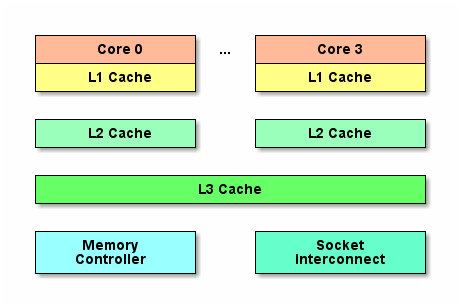 Core 0
...
Core 3
L1 Cache
L1 Cache
L2 Cache
L2 Cache
L3 Cache
Memory
Controller
Socket
Interconnect